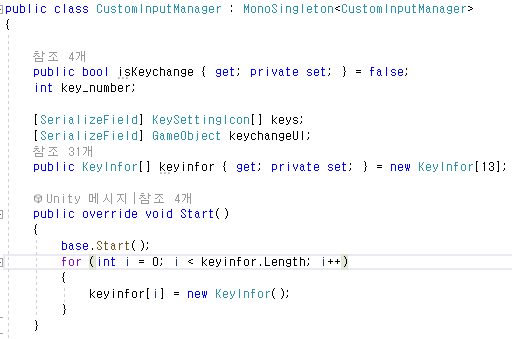 public class CustomInputManager : MonoSingleton<CustomInputManager>
{
참조 4개
public bool isKeychange { get; private set; } = false;
int key_number;
[SerializeField] KeySettingIcon[] keys;
[SerializeField] GameObject keychangeUI;
참조 31개
public KeyInfor[] keyinfor { get; private set; } = new KeyInfor[13];
Unity 메시지|참조 4개
public override void Start()
{
base.Start();
for (int i = 0; i < keyinfor.Length; i++)
{
keyinfor[i] = new KeyInfor();
}
}